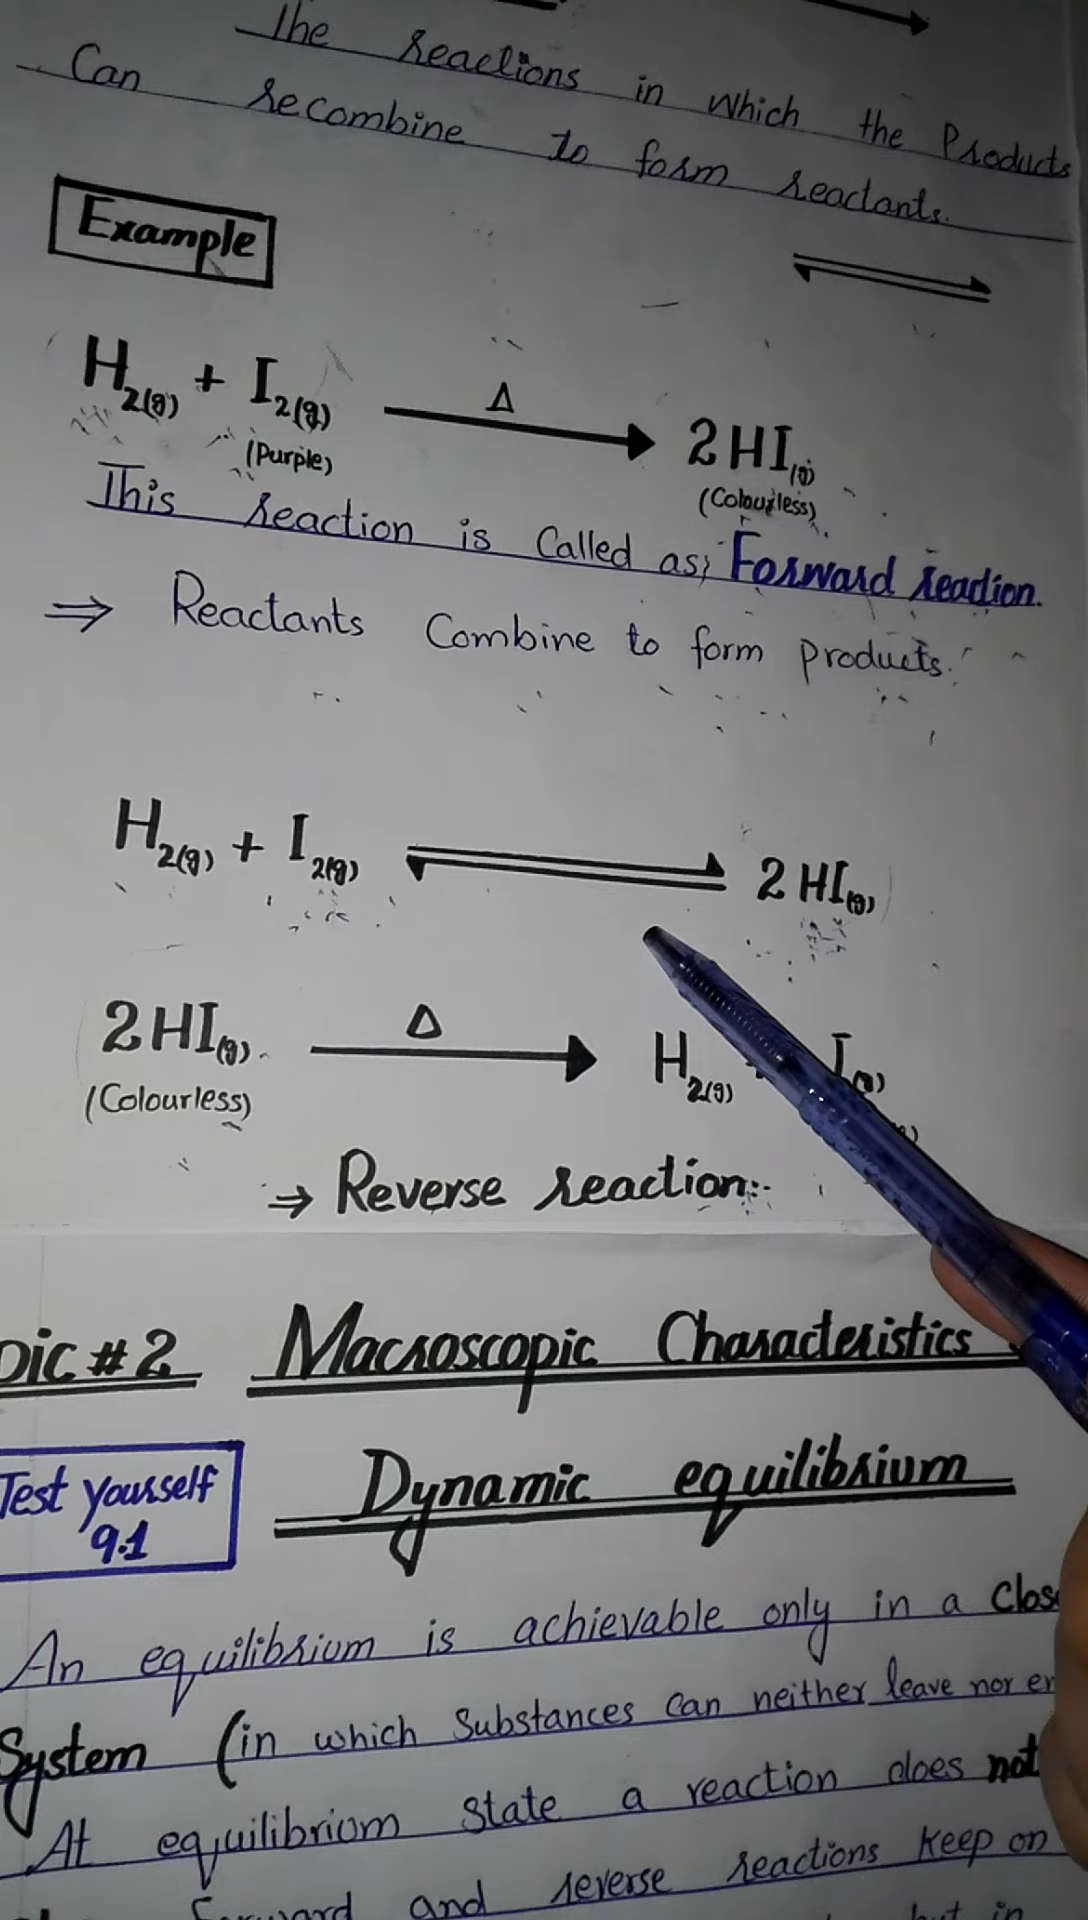 The reactions in which the Products
Can recombine to form reactants.
Example
H2(g) + I2(g) Δ 2HI(g)
(Purple) (Colourless)
This reaction is Called as; Forward reaction.
⇒ Reactants Combine to form products.
H2(g) + I2(g) ⇌ 2HI(g)
2HI(g) Δ H2(g)
(Colourless)
⇒ Reverse reaction:-
#2 Macroscopic Characteristics
Test yourself
9.1
Dynamic equilibrium
An equilibrium is achievable only in a
System (in which Substances can neither leave nor
At equilibrium state a reaction does not
and reverse reactions keep on
but in